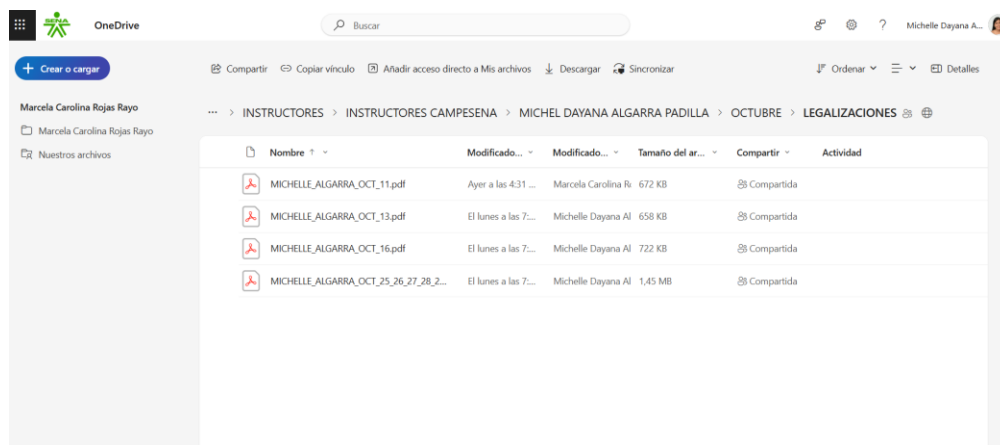 SENA OneDrive Buscar ? Michelle Dayana A...
Crear o cargar Compartir Copiar vínculo Añadir acceso directo a Mis archivos Descargar Sincronizar Ordenar Detalles
Marcela Carolina Rojas Rayo
Marcela Carolina Rojas Rayo
Nuestros archivos
... > INSTRUCTORES > INSTRUCTORES CAMPESENA > MICHEL DAYANA ALGARRA PADILLA > OCTUBRE > LEGALIZACIONES
Nombre ↑ Modificado... Modificado... Tamaño del ar... Compartir Actividad
MICHELLE_ALGARRA_OCT_11.pdf Ayer a las 4:31 ... Marcela Carolina R 672 KB Compartida
MICHELLE_ALGARRA_OCT_13.pdf El lunes a las 7:... Michelle Dayana Al 658 KB Compartida
MICHELLE_ALGARRA_OCT_16.pdf El lunes a las 7:... Michelle Dayana Al 722 KB Compartida
MICHELLE_ALGARRA_OCT_25_26_27_28_2... El lunes a las 7:... Michelle Dayana Al 1,45 MB Compartida